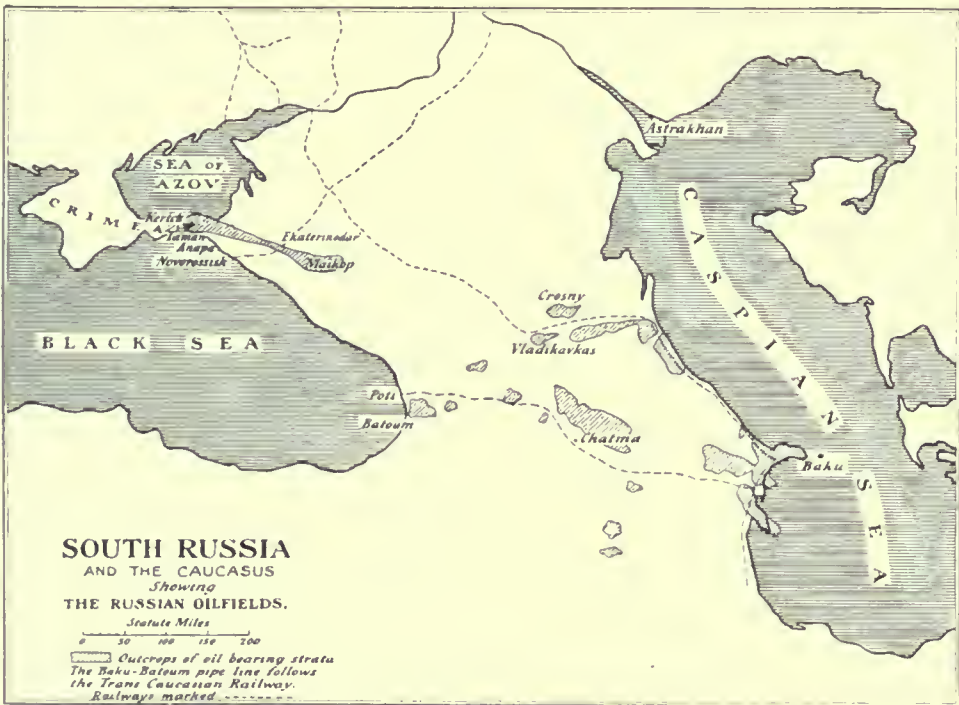 Astrakhan
SEA OF
AZOV
CRIMEA
Kerich
Taman
Anapa
Novorossisk
Ekaterinodar
Maikop
CASPIAN SEA
Crosny
Vladikavkas
BLACK SEA
Poti
Batoum
Chatma
Baku
SOUTH RUSSIA
AND THE CAUCASUS
Showing
THE RUSSIAN OILFIELDS.
Statute Miles
0 50 100 150 200
Outcrops of oil bearing strata
The Baku-Batoum pipe line follows
the Trans Caucasian Railway.
Railways marked